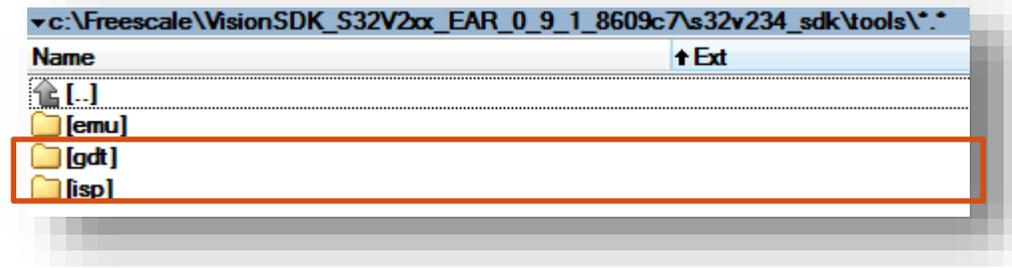 c:\Freescale\VisionSDK_S32V2xx_EAR_0_9_1_8609c7\s32v234_sdk\tools\*.*
Name Ext
[..]
[emu]
[gdt]
[isp]